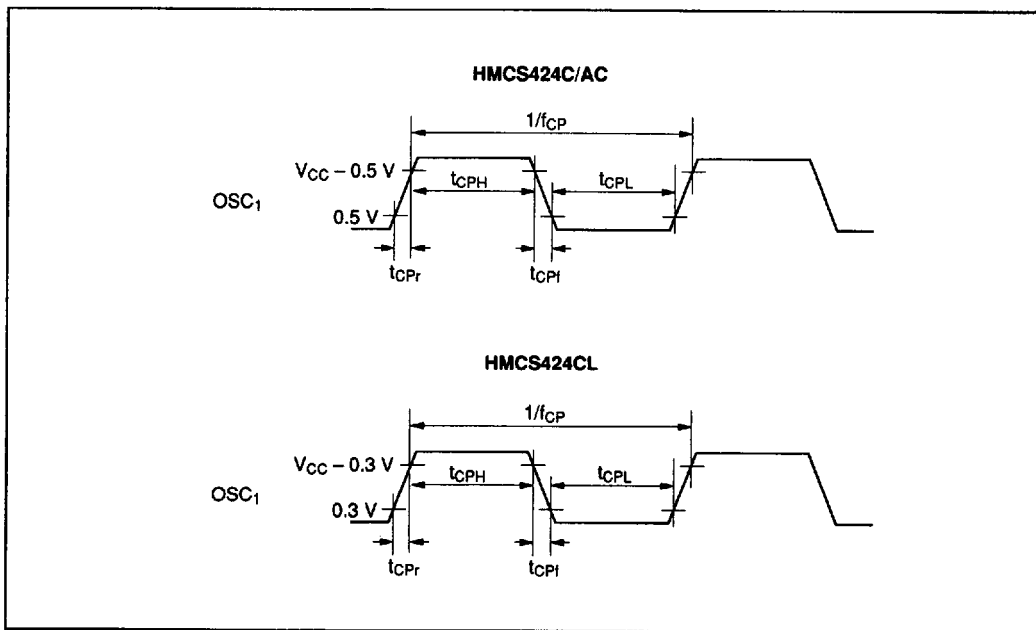 HMCS424C/AC
1/fCP
VCC – 0.5 V
tCPH
tCPL
OSC1
0.5 V
tCPr
tCPf
HMCS424CL
1/fCP
VCC – 0.3 V
tCPH
tCPL
OSC1
0.3 V
tCPr
tCPf